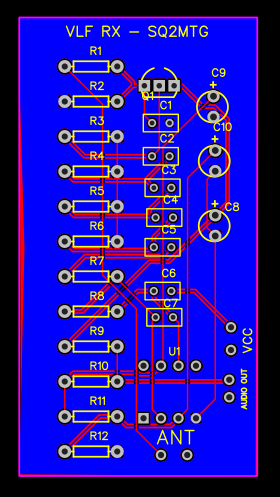 VLF RX – SQ2MTG
R1
C9
Q1
R2
C1
R3
C10
C2
R4
C3
R5
C4
C8
R6
C5
R7
C6
R8
C7
R9
VCC
U1
R10
AUDIO OUT
R11
ANT
R12